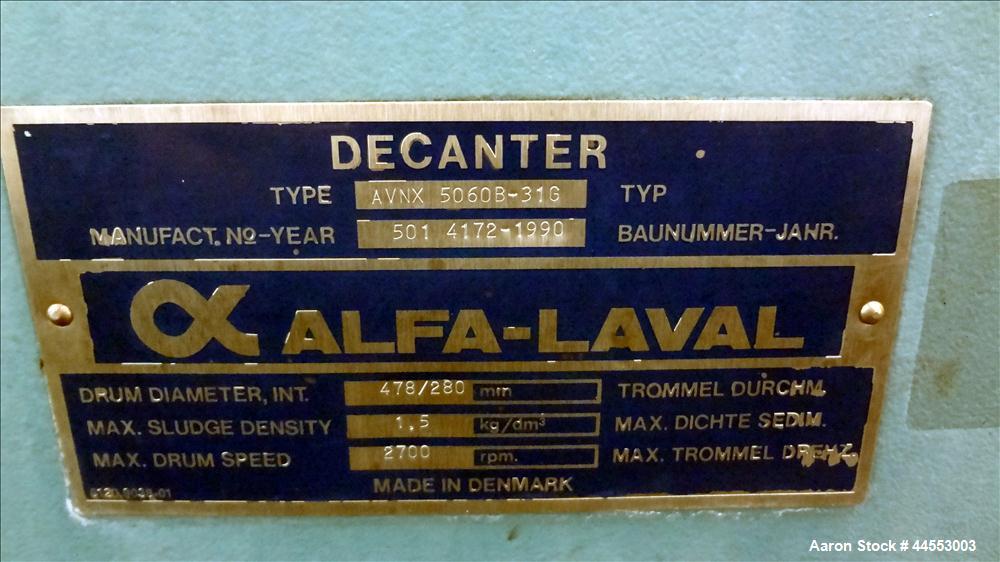 DECANTER
TYPE AVNX 5060B-31G TYP
MANUFACT. Nº-YEAR 501 4172-1990 BAUNUMMER-JAHR.
α ALFA-LAVAL
DRUM DIAMETER, INT. 478/280 mm TROMMEL DURCHM.
MAX. SLUDGE DENSITY 1,5 kg/dm³ MAX. DICHTE SEDIM.
MAX. DRUM SPEED 2700 rpm. MAX. TROMMEL DREHZ.
MADE IN DENMARK
Aaron Stock # 44553003